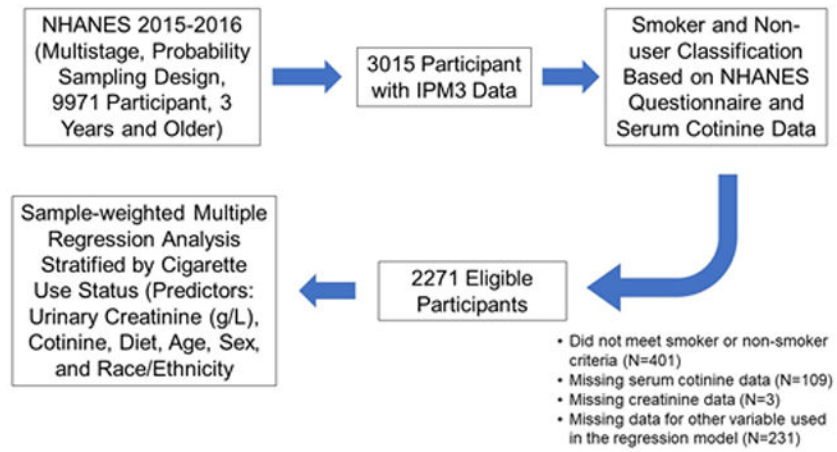 NHANES 2015-2016
(Multistage, Probability
Sampling Design,
9971 Participant, 3
Years and Older)
3015 Participant
with IPM3 Data
Smoker and Non-
user Classification
Based on NHANES
Questionnaire and
Serum Cotinine Data
2271 Eligible
Participants
• Did not meet smoker or non-smoker
criteria (N=401)
• Missing serum cotinine data (N=109)
• Missing creatinine data (N=3)
• Missing data for other variable used
in the regression model (N=231)
Sample-weighted Multiple
Regression Analysis
Stratified by Cigarette
Use Status (Predictors:
Urinary Creatinine (g/L),
Cotinine, Diet, Age, Sex,
and Race/Ethnicity